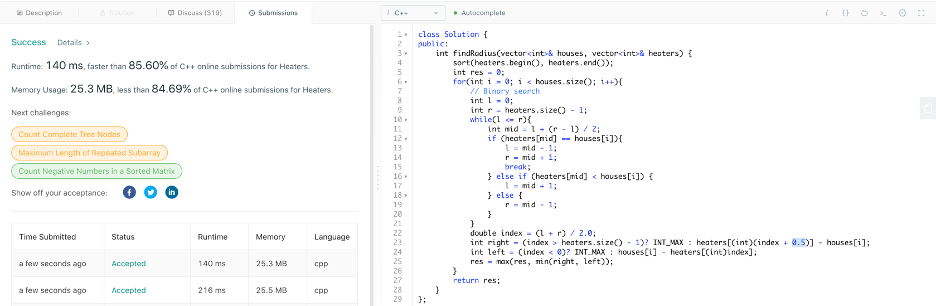 Description
Solution
Discuss (319)
Submissions
Success
Details >
Runtime: 140 ms, faster than 85.60% of C++ online submissions for Heaters.
Memory Usage: 25.3 MB, less than 84.69% of C++ online submissions for Heaters.
Next challenges:
Count Complete Tree Nodes
Maximum Length of Repeated Subarray
Count Negative Numbers in a Sorted Matrix
Show off your acceptance:
Time Submitted Status Runtime Memory Language
a few seconds ago Accepted 140 ms 25.3 MB cpp
a few seconds ago Accepted 216 ms 25.5 MB cpp
i C++ Autocomplete
i {} >_
1 class Solution {
2 public:
3 int findRadius(vector<int>& houses, vector<int>& heaters) {
4 sort(heaters.begin(), heaters.end());
5 int res = 0;
6 for(int i = 0; i < houses.size(); i++){
7 // Binary search
8 int l = 0;
9 int r = heaters.size() - 1;
10 while(l <= r){
11 int mid = l + (r - l) / 2;
12 if (heaters[mid] == houses[i]){
13 l = mid - 1;
14 r = mid + 1;
15 break;
16 } else if (heaters[mid] < houses[i]) {
17 l = mid + 1;
18 } else {
19 r = mid - 1;
20 }
21 }
22 double index = (l + r) / 2.0;
23 int right = (index > heaters.size() - 1)? INT_MAX : heaters[(int)(index + 0.5)] - houses[i];
24 int left = (index < 0)? INT_MAX : houses[i] - heaters[(int)index];
25 res = max(res, min(right, left));
26 }
27 return res;
28 }
29 };